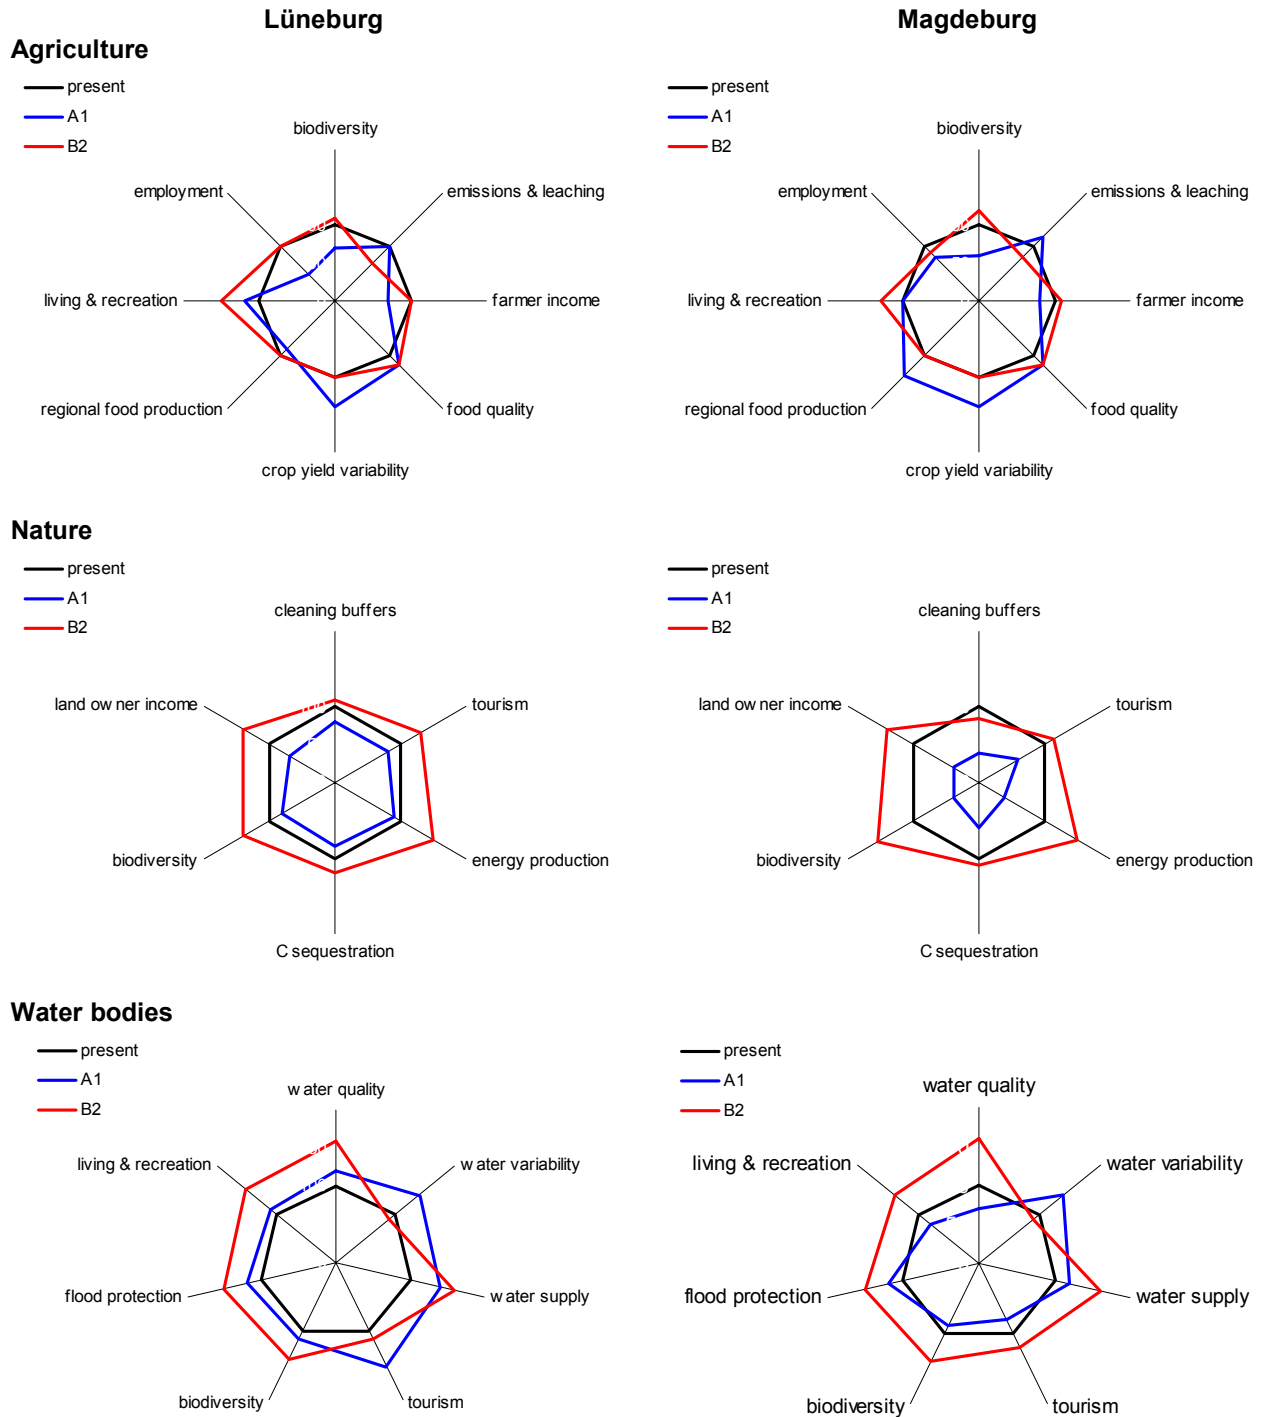 Lüneburg Magdeburg
Agriculture
present present
A1 A1
B2 B2
biodiversity biodiversity
employment emissions & leaching employment emissions & leaching
living & recreation farmer income living & recreation farmer income
regional food production food quality regional food production food quality
crop yield variability crop yield variability
Nature
present present
A1 A1
B2 B2
cleaning buffers cleaning buffers
land ow ner income tourism land ow ner income tourism
biodiversity energy production biodiversity energy production
C sequestration C sequestration
Water bodies
present present
A1 A1
B2 B2
w ater quality water quality
living & recreation w ater variability living & recreation water variability
flood protection w ater supply flood protection water supply
biodiversity tourism biodiversity tourism